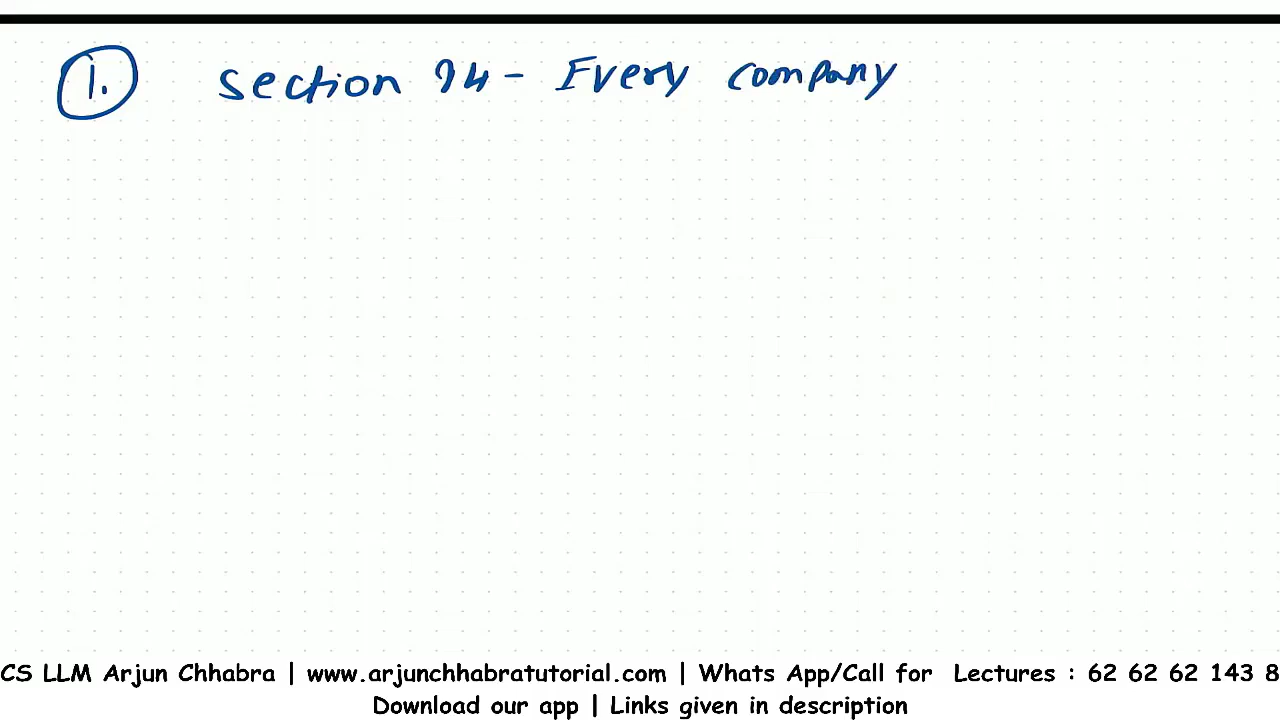 1. Section 94 - Every company
CS LLM Arjun Chhabra | www.arjunchhabratutorial.com | Whats App/Call for Lectures : 62 62 62 143 8
Download our app | Links given in description